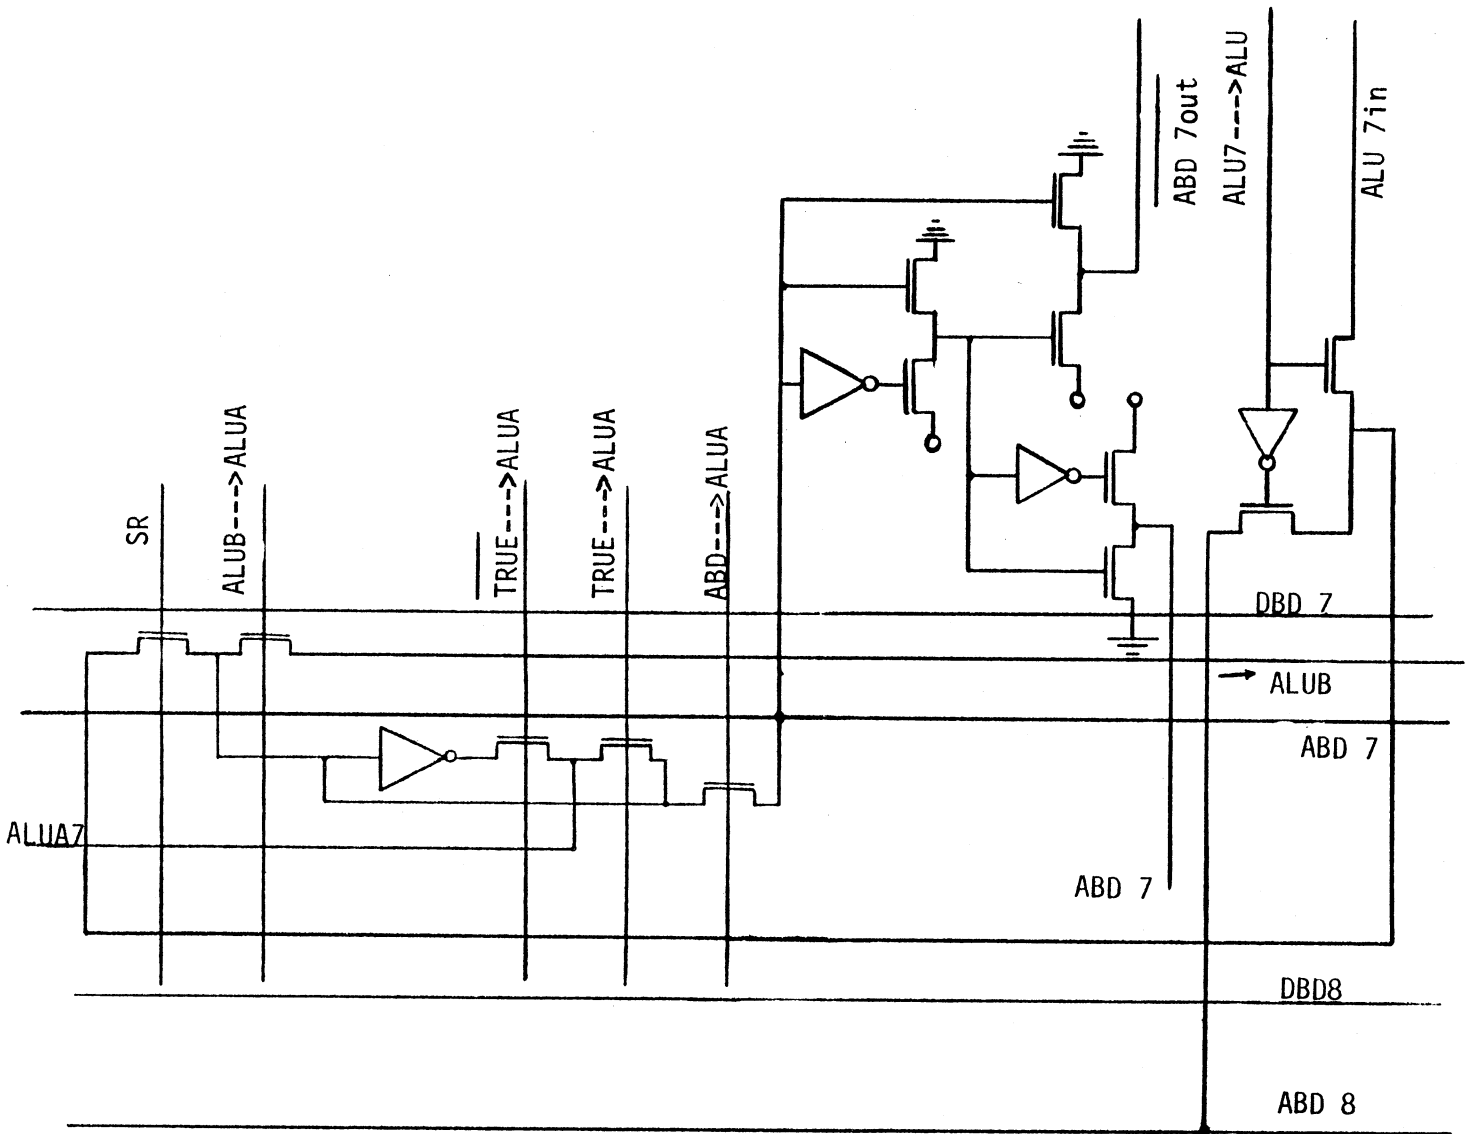 SR
ALUB--->ALUA
TRUE--->ALUA
TRUE--->ALUA
ABD--->ALUA
ABD 7out
ALU7--->ALU
ALU 7in
DBD 7
ALUB
ABD 7
ALUA7
ABD 7
DBD8
ABD 8